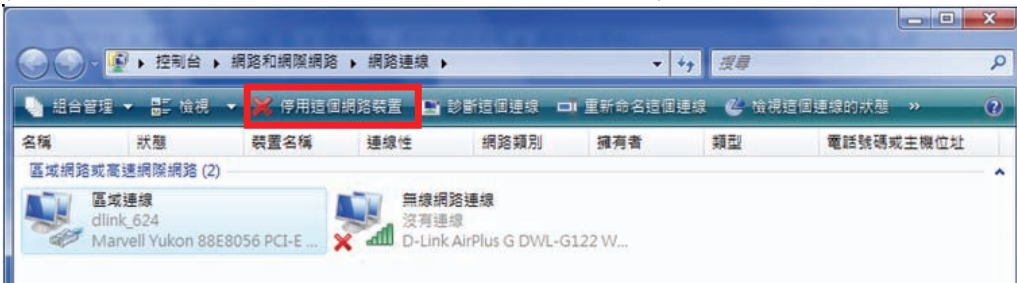 控制台 ▸ 網路和網際網路 ▸ 網路連線 ▸ 搜尋
組合管理 檢視 停用這個網路裝置 診斷這個連線 重新命名這個連線 檢視這個連線的狀態 »
名稱 狀態 裝置名稱 連線性 網路類別 擁有者 類型 電話號碼或主機位址
區域網路或高速網際網路 (2)
區域連線
dlink_624
Marvell Yukon 88E8056 PCI-E ...
無線網路連線
沒有連線
D-Link AirPlus G DWL-G122 W...